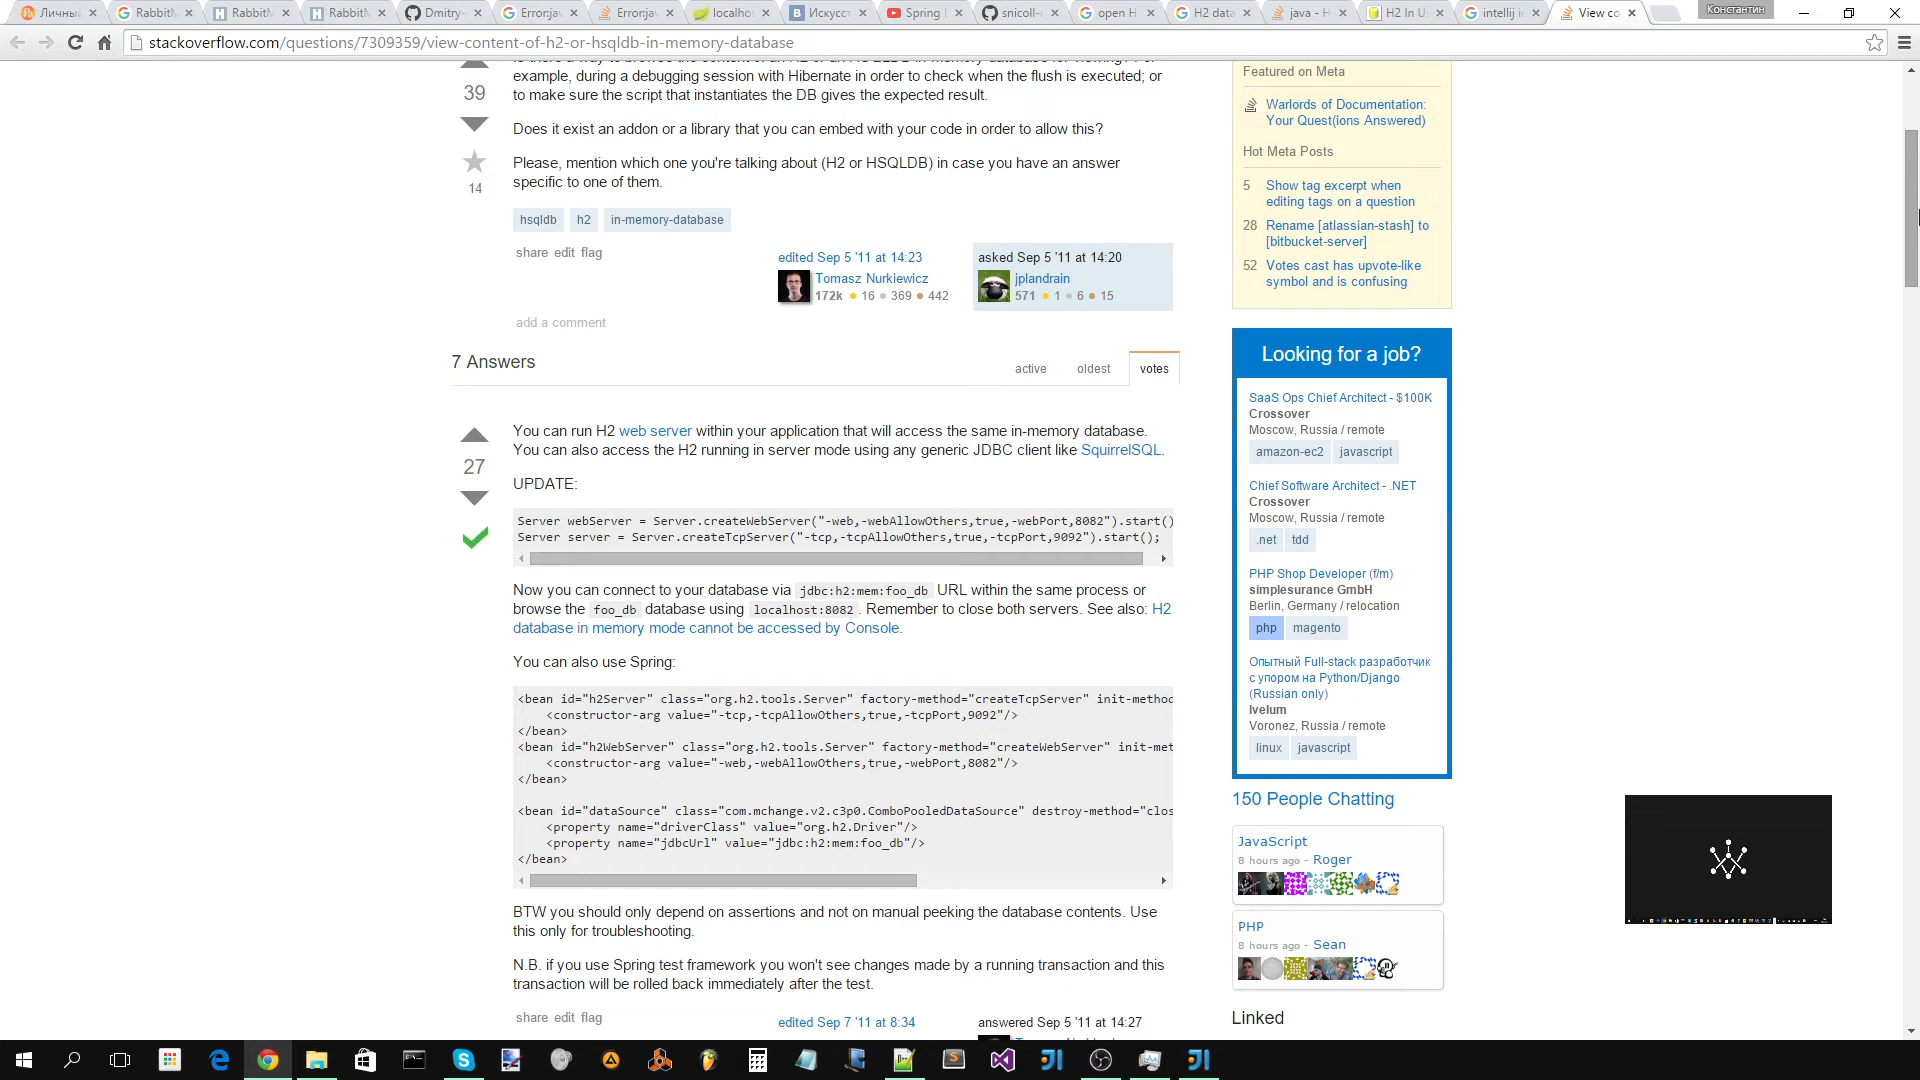 Личный
RabbitM
RabbitM
RabbitM
Dmitry-
Error:jav
Error:jav
localhos
Искусст
Spring B
snicoll-
open H
H2 data
java - H
H2 In Us
intellij i
View co
Константин
stackoverflow.com/questions/7309359/view-content-of-h2-or-hsqldb-in-memory-database
example, during a debugging session with Hibernate in order to check when the flush is executed; or
to make sure the script that instantiates the DB gives the expected result.
39
Does it exist an addon or a library that you can embed with your code in order to allow this?
Please, mention which one you're talking about (H2 or HSQLDB) in case you have an answer
specific to one of them.
14
hsqldb h2 in-memory-database
share edit flag
edited Sep 5 '11 at 14:23
Tomasz Nurkiewicz
172k 16 369 442
asked Sep 5 '11 at 14:20
jplandrain
571 1 6 15
add a comment
7 Answers
active oldest votes
27
You can run H2 web server within your application that will access the same in-memory database.
You can also access the H2 running in server mode using any generic JDBC client like SquirrelSQL.
UPDATE:
Server webServer = Server.createWebServer("-web,-webAllowOthers,true,-webPort,8082").start()
Server server = Server.createTcpServer("-tcp,-tcpAllowOthers,true,-tcpPort,9092").start();
Now you can connect to your database via jdbc:h2:mem:foo_db URL within the same process or
browse the foo_db database using localhost:8082. Remember to close both servers. See also: H2
database in memory mode cannot be accessed by Console.
You can also use Spring:
<bean id="h2Server" class="org.h2.tools.Server" factory-method="createTcpServer" init-method
<constructor-arg value="-tcp,-tcpAllowOthers,true,-tcpPort,9092"/>
</bean>
<bean id="h2WebServer" class="org.h2.tools.Server" factory-method="createWebServer" init-met
<constructor-arg value="-web,-webAllowOthers,true,-webPort,8082"/>
</bean>
<bean id="dataSource" class="com.mchange.v2.c3p0.ComboPooledDataSource" destroy-method="clos
<property name="driverClass" value="org.h2.Driver"/>
<property name="jdbcUrl" value="jdbc:h2:mem:foo_db"/>
</bean>
BTW you should only depend on assertions and not on manual peeking the database contents. Use
this only for troubleshooting.
N.B. if you use Spring test framework you won't see changes made by a running transaction and this
transaction will be rolled back immediately after the test.
share edit flag
edited Sep 7 '11 at 8:34
answered Sep 5 '11 at 14:27
Featured on Meta
Warlords of Documentation:
Your Quest(ions Answered)
Hot Meta Posts
5 Show tag excerpt when
editing tags on a question
28 Rename [atlassian-stash] to
[bitbucket-server]
52 Votes cast has upvote-like
symbol and is confusing
Looking for a job?
SaaS Ops Chief Architect - $100K
Crossover
Moscow, Russia / remote
amazon-ec2 javascript
Chief Software Architect - .NET
Crossover
Moscow, Russia / remote
.net tdd
PHP Shop Developer (f/m)
simplesurance GmbH
Berlin, Germany / relocation
php magento
Опытный Full-stack разработчик
с упором на Python/Django
(Russian only)
Ivelum
Voronez, Russia / remote
linux javascript
150 People Chatting
JavaScript
8 hours ago - Roger
PHP
8 hours ago - Sean
Linked